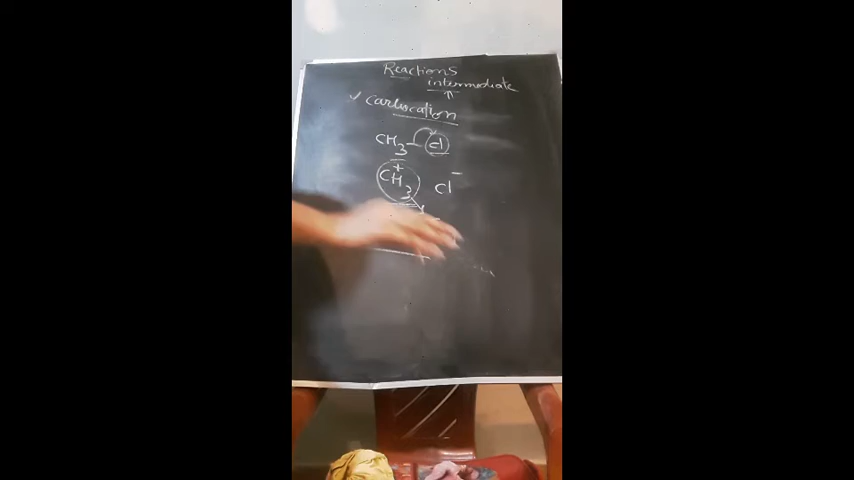 Reactions
intermediate
✓ Carbocation
CH3 – Cl
+
CH3 Cl –